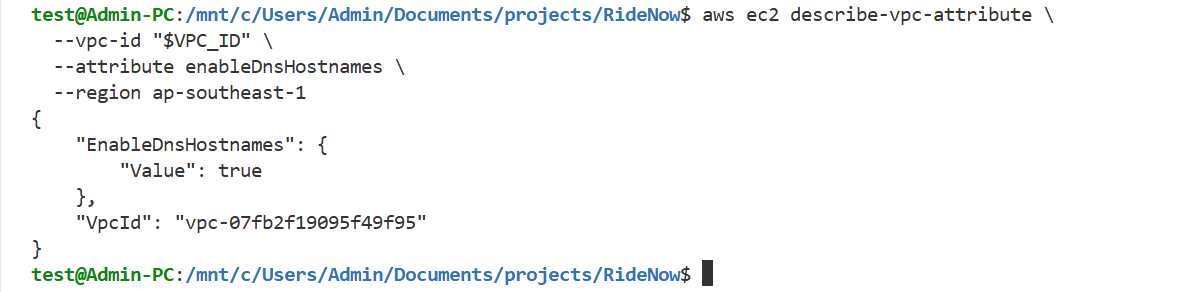 test@Admin-PC:/mnt/c/Users/Admin/Documents/projects/RideNow$ aws ec2 describe-vpc-attribute \
  --vpc-id "$VPC_ID" \
  --attribute enableDnsHostnames \
  --region ap-southeast-1
{
    "EnableDnsHostnames": {
        "Value": true
    },
    "VpcId": "vpc-07fb2f19095f49f95"
}
test@Admin-PC:/mnt/c/Users/Admin/Documents/projects/RideNow$